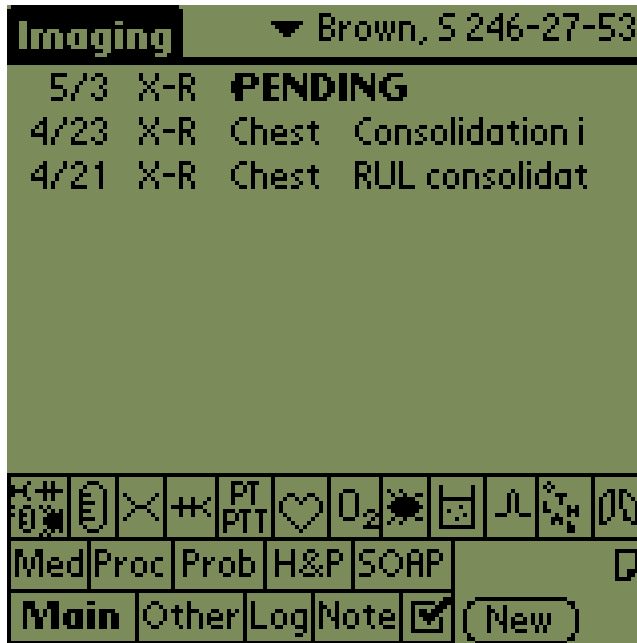 Imaging Brown, S 246-27-53
5/3 X-R PENDING
4/23 X-R Chest Consolidation i
4/21 X-R Chest RUL consolidat
PT
PTT O2
Med Proc Prob H&P SOAP
Main Other Log Note New